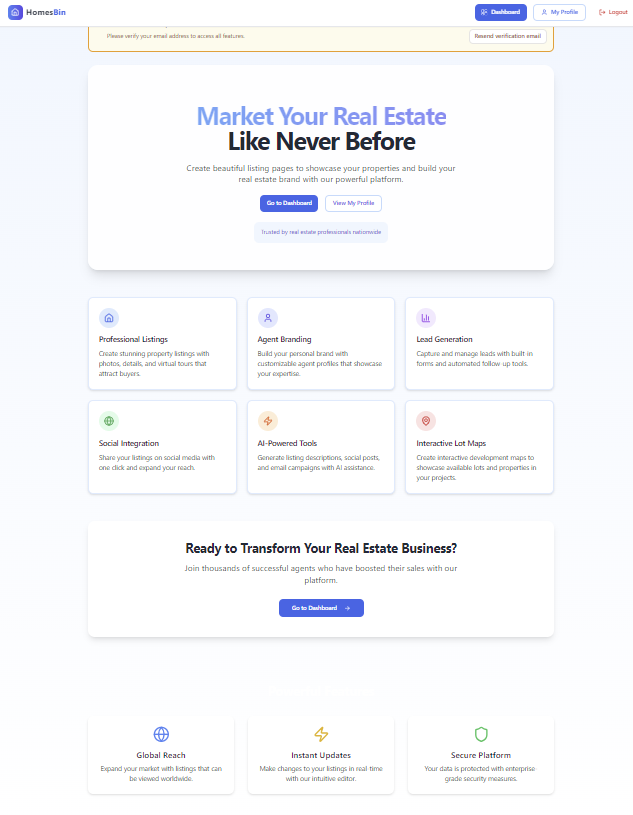 HomesBin
Dashboard
My Profile
Logout
Please verify your email address to access all features.
Resend verification email
Market Your Real Estate
Like Never Before
Create beautiful listing pages to showcase your properties and build your
real estate brand with our powerful platform.
Go to Dashboard
View My Profile
Trusted by real estate professionals nationwide
Professional Listings
Create stunning property listings with
photos, details, and virtual tours that
attract buyers.
Agent Branding
Build your personal brand with
customizable agent profiles that showcase
your expertise.
Lead Generation
Capture and manage leads with built-in
forms and automated follow-up tools.
Social Integration
Share your listings on social media with
one click and expand your reach.
AI-Powered Tools
Generate listing descriptions, social posts,
and email campaigns with AI assistance.
Interactive Lot Maps
Create interactive development maps to
showcase available lots and properties in
your projects.
Ready to Transform Your Real Estate Business?
Join thousands of successful agents who have boosted their sales with our
platform.
Go to Dashboard
Global Reach
Expand your market with listings that can
be viewed worldwide.
Instant Updates
Make changes to your listings in real-time
with our intuitive editor.
Secure Platform
Your data is protected with enterprise-
grade security measures.